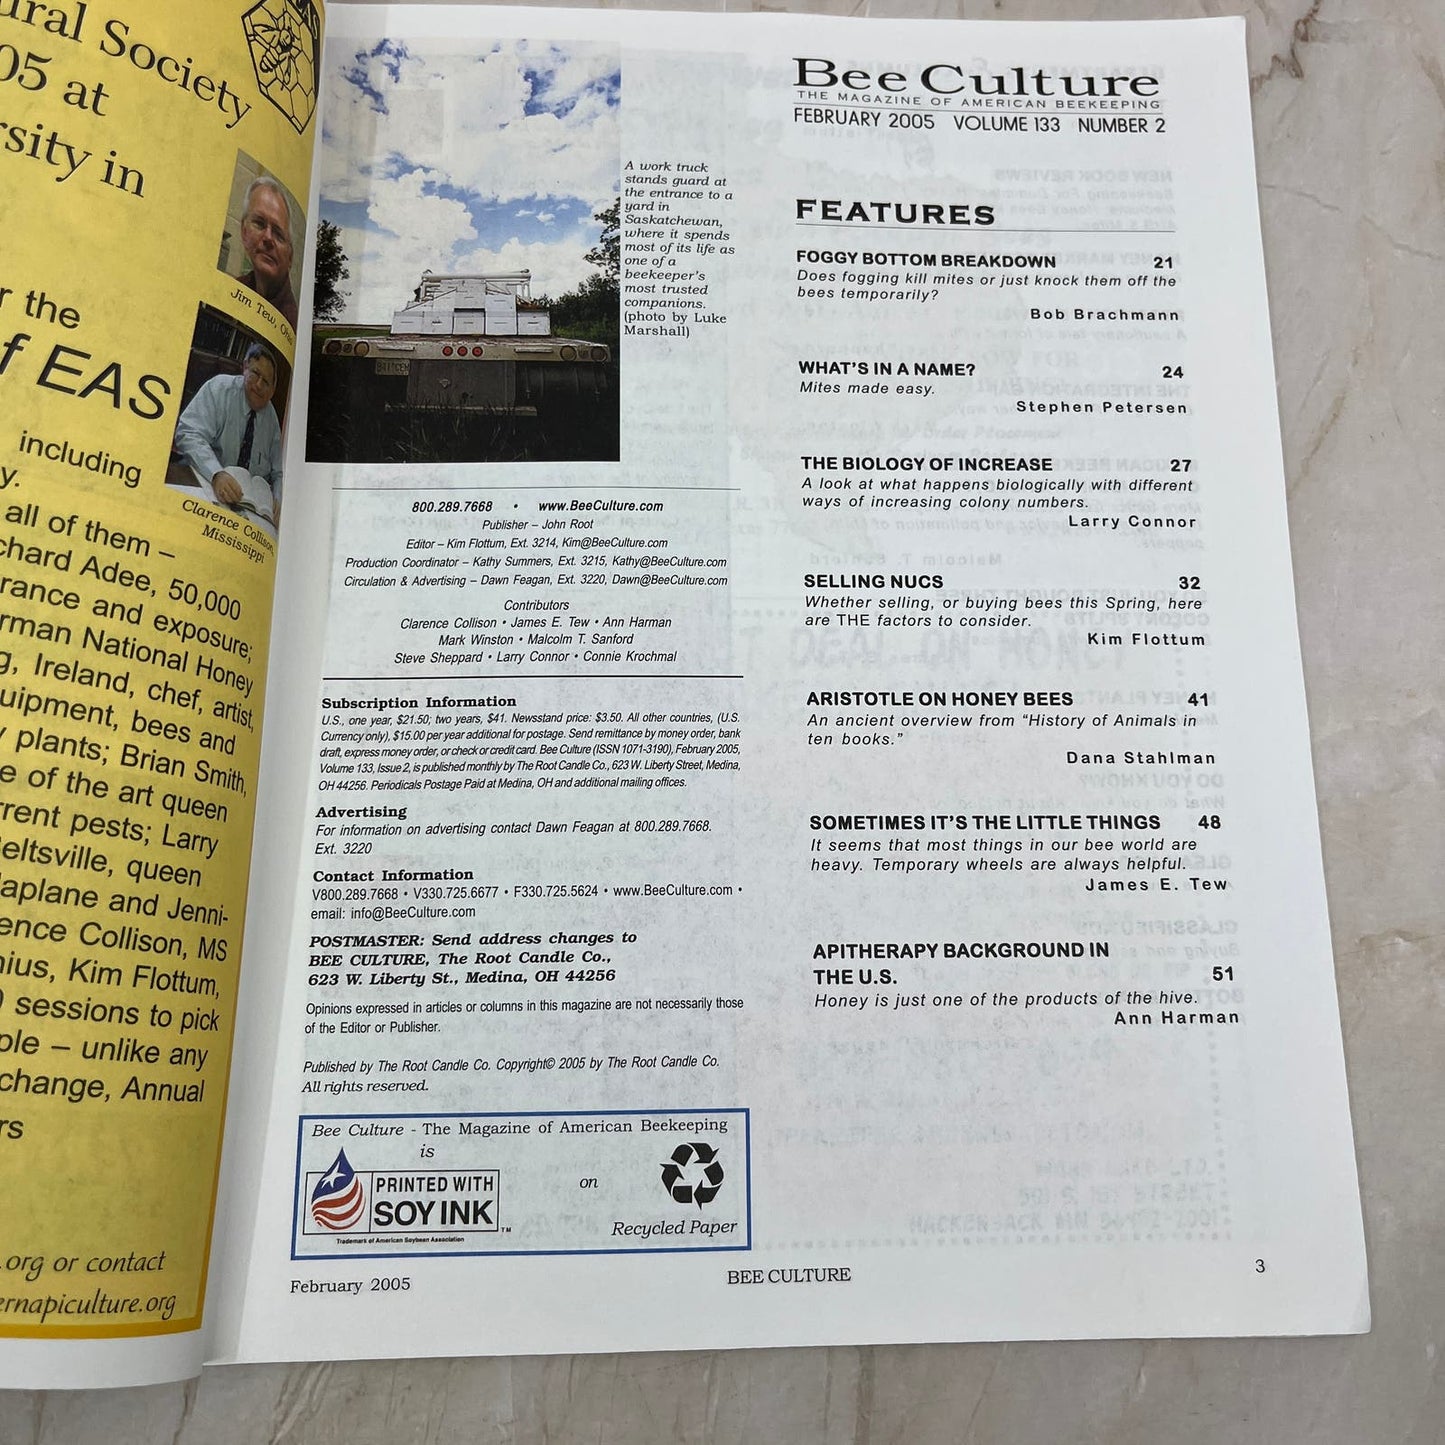 ural Society
05 at
rsity in
Jim Tew, Ohio
r the
f EAS
including
y.
Clarence Collison,
Mississippi
all of them –
chard Adee, 50,000
rance and exposure;
rman National Honey
g, Ireland, chef, artist,
uipment, bees and
y plants; Brian Smith,
e of the art queen
rrent pests; Larry
eltsville, queen
aplane and Jenni-
ence Collison, MS
nius, Kim Flottum,
0 sessions to pick
ple – unlike any
change, Annual
rs
.org or contact
ernapiculture.org
A work truck
stands guard at
the entrance to a
yard in
Saskatchewan,
where it spends
most of its life as
one of a
beekeeper's
most trusted
companions.
(photo by Luke
Marshall)
800.289.7668 • www.BeeCulture.com
Publisher – John Root
Editor – Kim Flottum, Ext. 3214, Kim@BeeCulture.com
Production Coordinator – Kathy Summers, Ext. 3215, Kathy@BeeCulture.com
Circulation & Advertising – Dawn Feagan, Ext. 3220, Dawn@BeeCulture.com
Contributors
Clarence Collison • James E. Tew • Ann Harman
Mark Winston • Malcolm T. Sanford
Steve Sheppard • Larry Connor • Connie Krochmal
Subscription Information
U.S., one year, $21.50; two years, $41. Newsstand price: $3.50. All other countries, (U.S.
Currency only), $15.00 per year additional for postage. Send remittance by money order, bank
draft, express money order, or check or credit card. Bee Culture (ISSN 1071-3190), February 2005,
Volume 133, Issue 2, is published monthly by The Root Candle Co., 623 W. Liberty Street, Medina,
OH 44256. Periodicals Postage Paid at Medina, OH and additional mailing offices.
Advertising
For information on advertising contact Dawn Feagan at 800.289.7668.
Ext. 3220
Contact Information
V800.289.7668 • V330.725.6677 • F330.725.5624 • www.BeeCulture.com •
email: info@BeeCulture.com
POSTMASTER: Send address changes to
BEE CULTURE, The Root Candle Co.,
623 W. Liberty St., Medina, OH 44256
Opinions expressed in articles or columns in this magazine are not necessarily those
of the Editor or Publisher.
Published by The Root Candle Co. Copyright© 2005 by The Root Candle Co.
All rights reserved.
Bee Culture - The Magazine of American Beekeeping
is
PRINTED WITH
SOY INK ™
Trademark of American Soybean Association
on
Recycled Paper
Bee Culture
THE MAGAZINE OF AMERICAN BEEKEEPING
FEBRUARY 2005 VOLUME 133 NUMBER 2
FEATURES
FOGGY BOTTOM BREAKDOWN 21
Does fogging kill mites or just knock them off the
bees temporarily?
Bob Brachmann
WHAT'S IN A NAME? 24
Mites made easy.
Stephen Petersen
THE BIOLOGY OF INCREASE 27
A look at what happens biologically with different
ways of increasing colony numbers.
Larry Connor
SELLING NUCS 32
Whether selling, or buying bees this Spring, here
are THE factors to consider.
Kim Flottum
ARISTOTLE ON HONEY BEES 41
An ancient overview from “History of Animals in
ten books.”
Dana Stahlman
SOMETIMES IT'S THE LITTLE THINGS 48
It seems that most things in our bee world are
heavy. Temporary wheels are always helpful.
James E. Tew
APITHERAPY BACKGROUND IN
THE U.S. 51
Honey is just one of the products of the hive.
Ann Harman
February 2005 BEE CULTURE 3